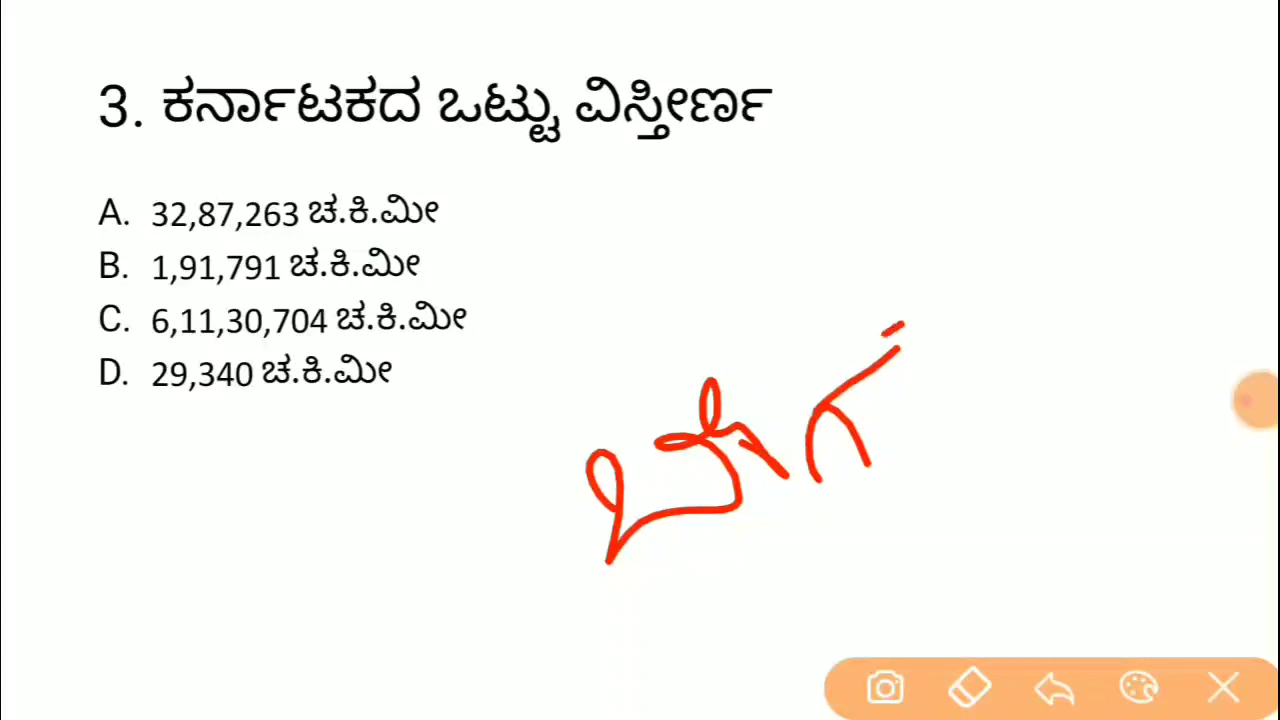 3. ಕರ್ನಾಟಕದ ಒಟ್ಟು ವಿಸ್ತೀರ್ಣ
A. 32,87,263 ಚ.ಕಿ.ಮೀ
B. 1,91,791 ಚ.ಕಿ.ಮೀ
C. 6,11,30,704 ಚ.ಕಿ.ಮೀ
D. 29,340 ಚ.ಕಿ.ಮೀ